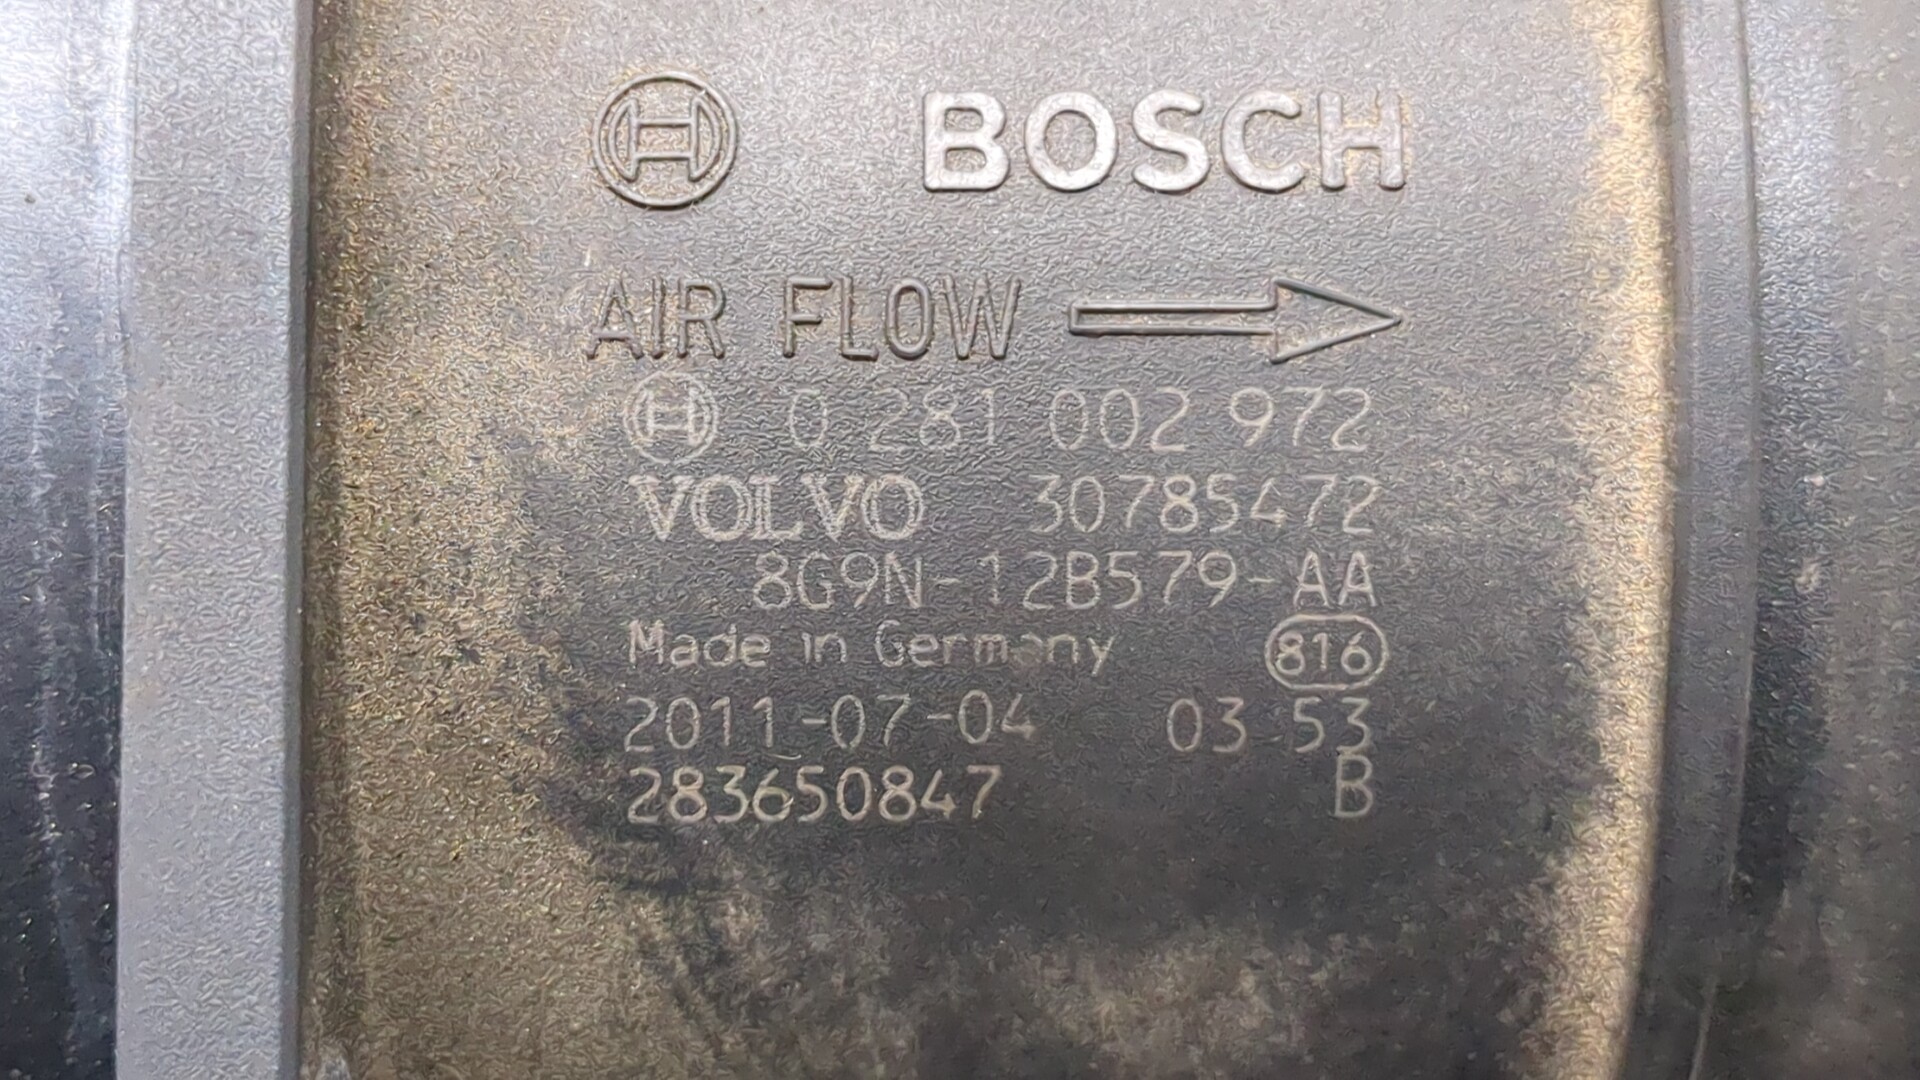 BOSCH
AIR FLOW
0 281 002 972
VOLVO 30785472
8G9N-12B579-AA
Made in Germany 816
2011-07-04 03 53
283650847 B